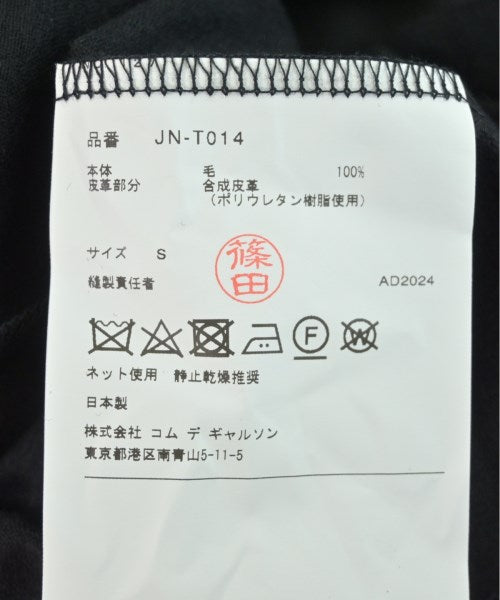 品番 JN-T014
本体 毛 100%
皮革部分 合成皮革
(ポリウレタン樹脂使用)
サイズ S
縫製責任者 篠田 AD2024
F W
ネット使用 静止乾燥推奨
日本製
株式会社 コム デ ギャルソン
東京都港区南青山5-11-5